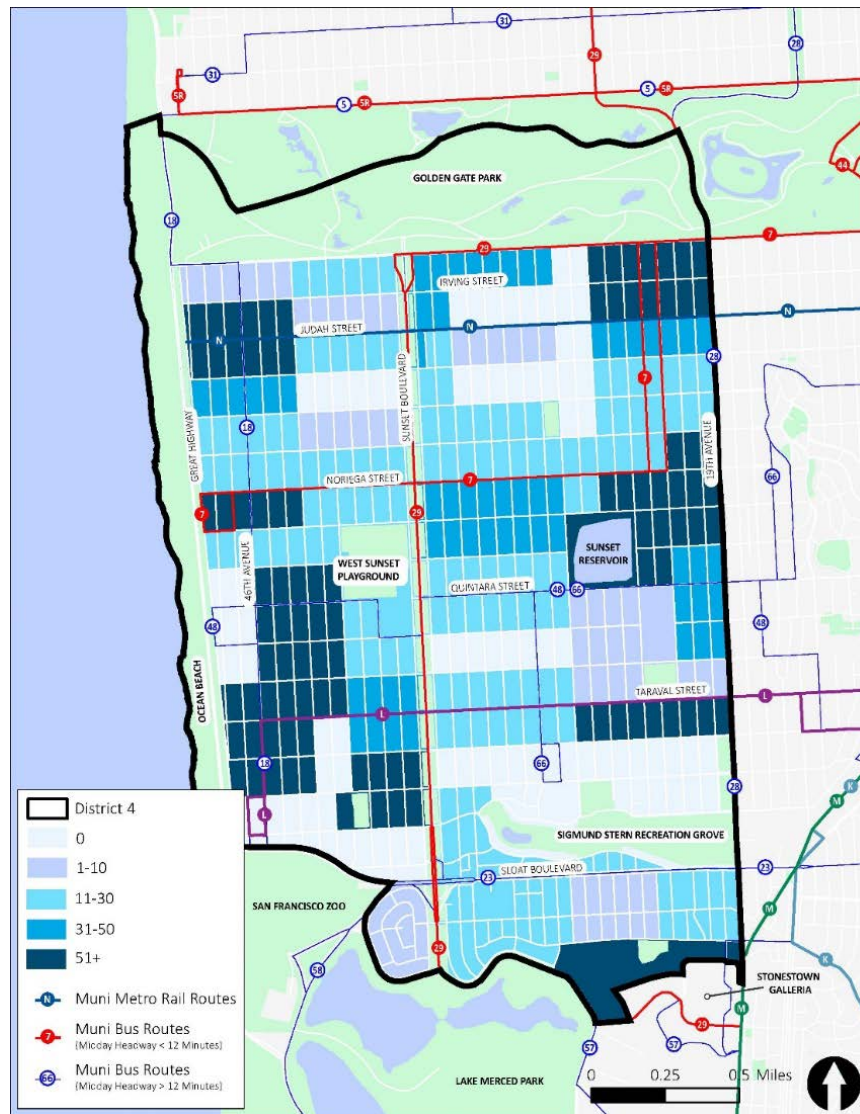 31
31
28
29
5R
5
5R
5
5R
44
GOLDEN GATE PARK
18
29
7
IRVING STREET
JUDAH STREET
N
N
N
28
7
SUNSET BOULEVARD
GREAT HIGHWAY
18
19TH AVENUE
NORIEGA STREET
7
66
7
29
46TH AVENUE
WEST SUNSET
PLAYGROUND
SUNSET
RESERVOIR
QUINTARA STREET
48
66
48
48
OCEAN BEACH
TARAVAL STREET
L
L
18
66
28
M
K
L
SIGMUND STERN RECREATION GROVE
SLOAT BOULEVARD
23
23
SAN FRANCISCO ZOO
M
29
K
58
STONESTOWN
GALLERIA
M
29
57
57
LAKE MERCED PARK
0 0.25 0.5 Miles
District 4
0
1-10
11-30
31-50
51+
N Muni Metro Rail Routes
7 Muni Bus Routes
(Midday Headway < 12 Minutes)
66 Muni Bus Routes
(Midday Headway > 12 Minutes)